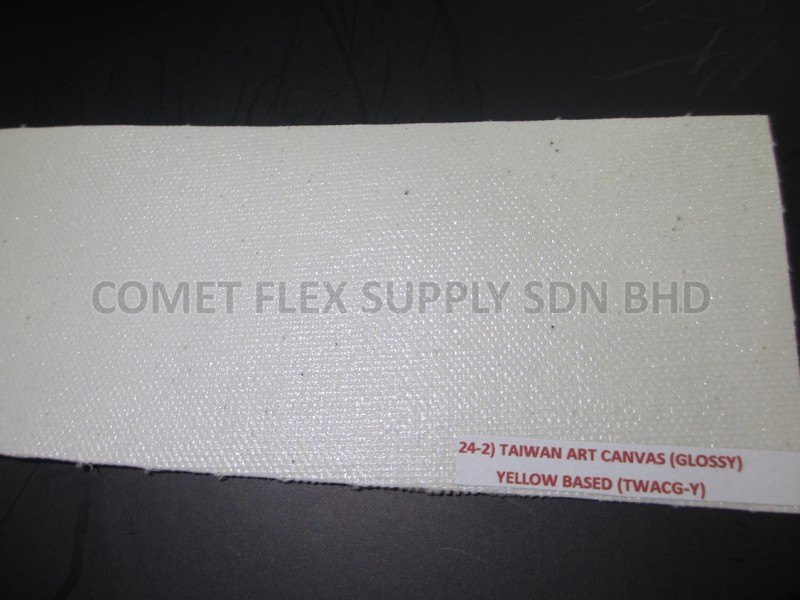 COMET FLEX SUPPLY SDN BHD
24-2) TAIWAN ART CANVAS (GLOSSY)
YELLOW BASED (TWACG-Y)